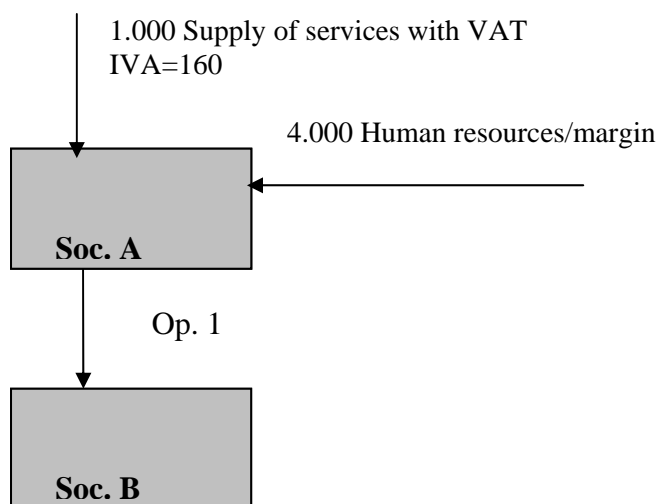 1.000 Supply of services with VAT
IVA=160
4.000 Human resources/margin
Soc. A
Op. 1
Soc. B